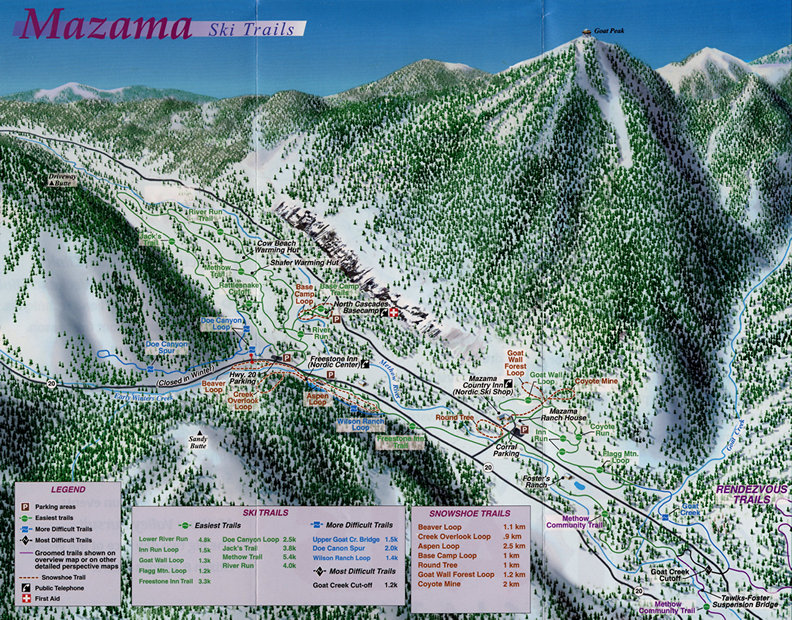 Mazama
Ski Trails
Goat Peak
Driveway
Butte
River Run
Trail
Jack's
Trail
Cow Beach
Warming Hut
Shafer Warming Hut
Methow
Trail
Rattlesnake
Cutoff
Base
Camp
Loop
Base Camp
Trails
North Cascades
Basecamp
P
River
Run
Doe Canyon
Loop
Doe Canyon
Spur
(Closed in Winter)
20
Early Winters Creek
Hwy. 20
Parking
P
Freestone Inn
(Nordic Center)
P
Methow River
Beaver
Loop
Creek
Overlook
Loop
Aspen
Loop
Wilson Ranch
Loop
Freestone Inn
Trail
Sandy
Butte
Goat
Wall
Forest
Loop
Goat Wall
Loop
Coyote Mine
Mazama
Country Inn
(Nordic Ski Shop)
Round Tree
Mazama
Ranch House
P
Inn
Run
Coyote
Run
Corral
Parking
Flagg Mtn.
Loop
20
Foster's
Ranch
Goat Creek
Goat
Creek
RENDEZVOUS
TRAILS
Methow
Community Trail
Goat Creek
Cutoff
20
Methow
Community Trail
Tawlks-Foster
Suspension Bridge
LEGEND
P Parking areas
Easiest trails
More Difficult Trails
Most Difficult Trails
Groomed trails shown on
overview map or on other
detailed perspective maps
Snowshoe Trail
Public Telephone
First Aid
SKI TRAILS
Easiest Trails
Lower River Run 4.8k
Inn Run Loop 1.5k
Goat Wall Loop 1.3k
Flagg Mtn. Loop 1.2k
Freestone Inn Trail 3.3k
Doe Canyon Loop 2.5k
Jack's Trail 3.8k
Methow Trail 5.4k
River Run 4.0k
More Difficult Trails
Upper Goat Cr. Bridge 1.5k
Doe Canon Spur 2.0k
Wilson Ranch Loop 1.4k
Most Difficult Trails
Goat Creek Cut-off 1.2k
SNOWSHOE TRAILS
Beaver Loop 1.1 km
Creek Overlook Loop .9 km
Aspen Loop 2.5 km
Base Camp Loop 1 km
Round Tree 1 km
Goat Wall Forest Loop 1.2 km
Coyote Mine 2 km